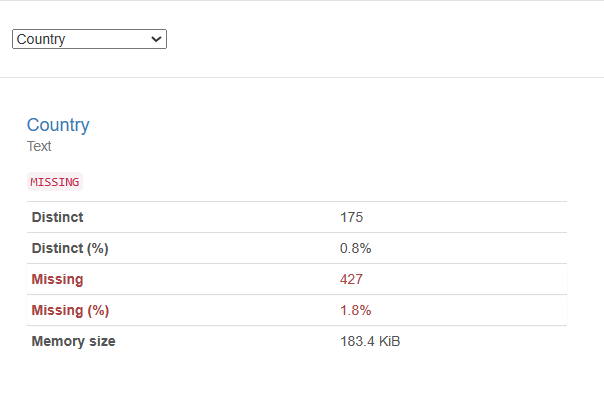 Country
Country
Text
MISSING
Distinct 175
Distinct (%) 0.8%
Missing 427
Missing (%) 1.8%
Memory size 183.4 KiB